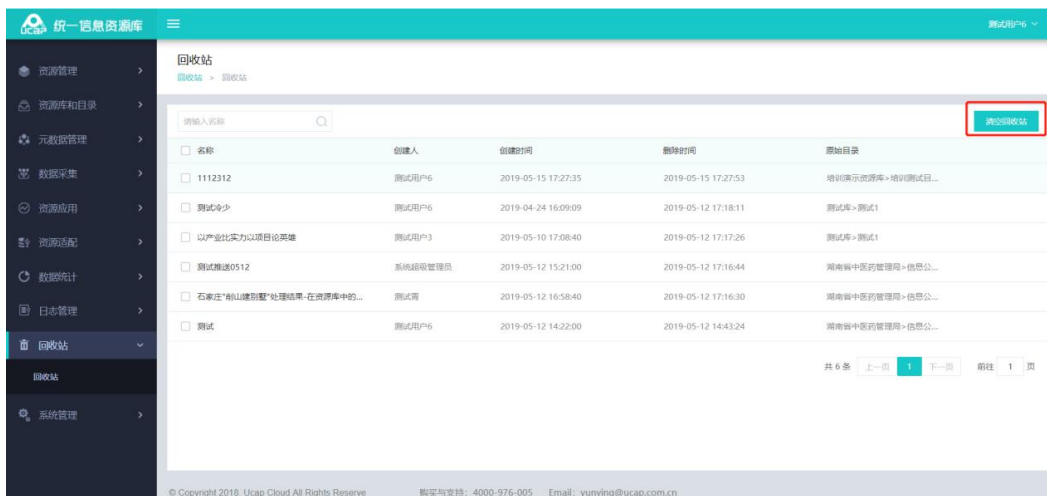 Ucap 统一信息资源库
测试用户6
资源管理
资源库和目录
元数据管理
数据采集
资源应用
资源适配
数据统计
日志管理
回收站
回收站
系统管理
回收站
回收站 > 回收站
请输入名称
清空回收站
名称 创建人 创建时间 删除时间 原始目录
1112312 测试用户6 2019-05-15 17:27:35 2019-05-15 17:27:53 培训演示资源库>培训测试目...
测试冷少 测试用户6 2019-04-24 16:09:09 2019-05-12 17:18:11 测试库>测试1
以产业比实力以项目论英雄 测试用户3 2019-05-10 17:08:40 2019-05-12 17:17:26 测试库>测试1
测试推送0512 系统超级管理员 2019-05-12 15:21:00 2019-05-12 17:16:44 湖南省中医药管理局>信息公...
石家庄"削山建别墅"处理结果-在资源库中的... 测试胥 2019-05-12 16:58:40 2019-05-12 17:16:30 湖南省中医药管理局>信息公...
测试 测试用户6 2019-05-12 14:22:00 2019-05-12 14:43:24 湖南省中医药管理局>信息公...
共 6 条 上一页 1 下一页 前往 1 页
© Copyright 2018 Ucap Cloud All Rights Reserve 购买与支持：4000-976-005 Email：yunying@ucap.com.cn